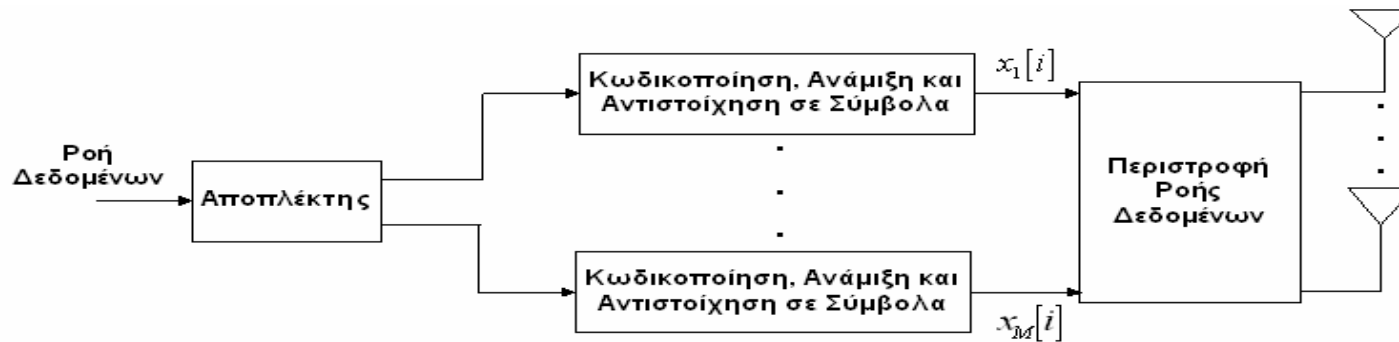 Ροή
Δεδομένων
Αποπλέκτης
Κωδικοποίηση, Ανάμιξη και
Αντιστοίχηση σε Σύμβολα
x₁[i]
Κωδικοποίηση, Ανάμιξη και
Αντιστοίχηση σε Σύμβολα
x_M[i]
Περιστροφή
Ροής
Δεδομένων